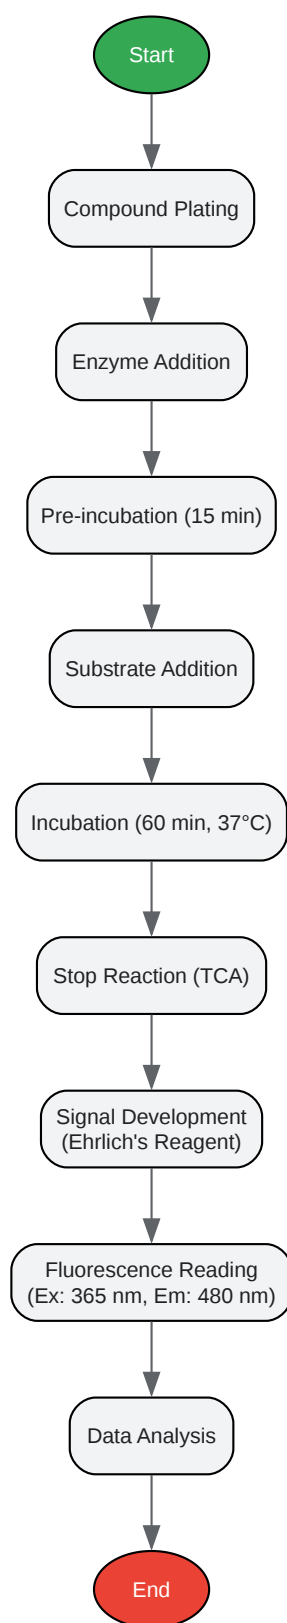 Start
Compound Plating
Enzyme Addition
Pre-incubation (15 min)
Substrate Addition
Incubation (60 min, 37°C)
Stop Reaction (TCA)
Signal Development
(Ehrlich's Reagent)
Fluorescence Reading
(Ex: 365 nm, Em: 480 nm)
Data Analysis
End